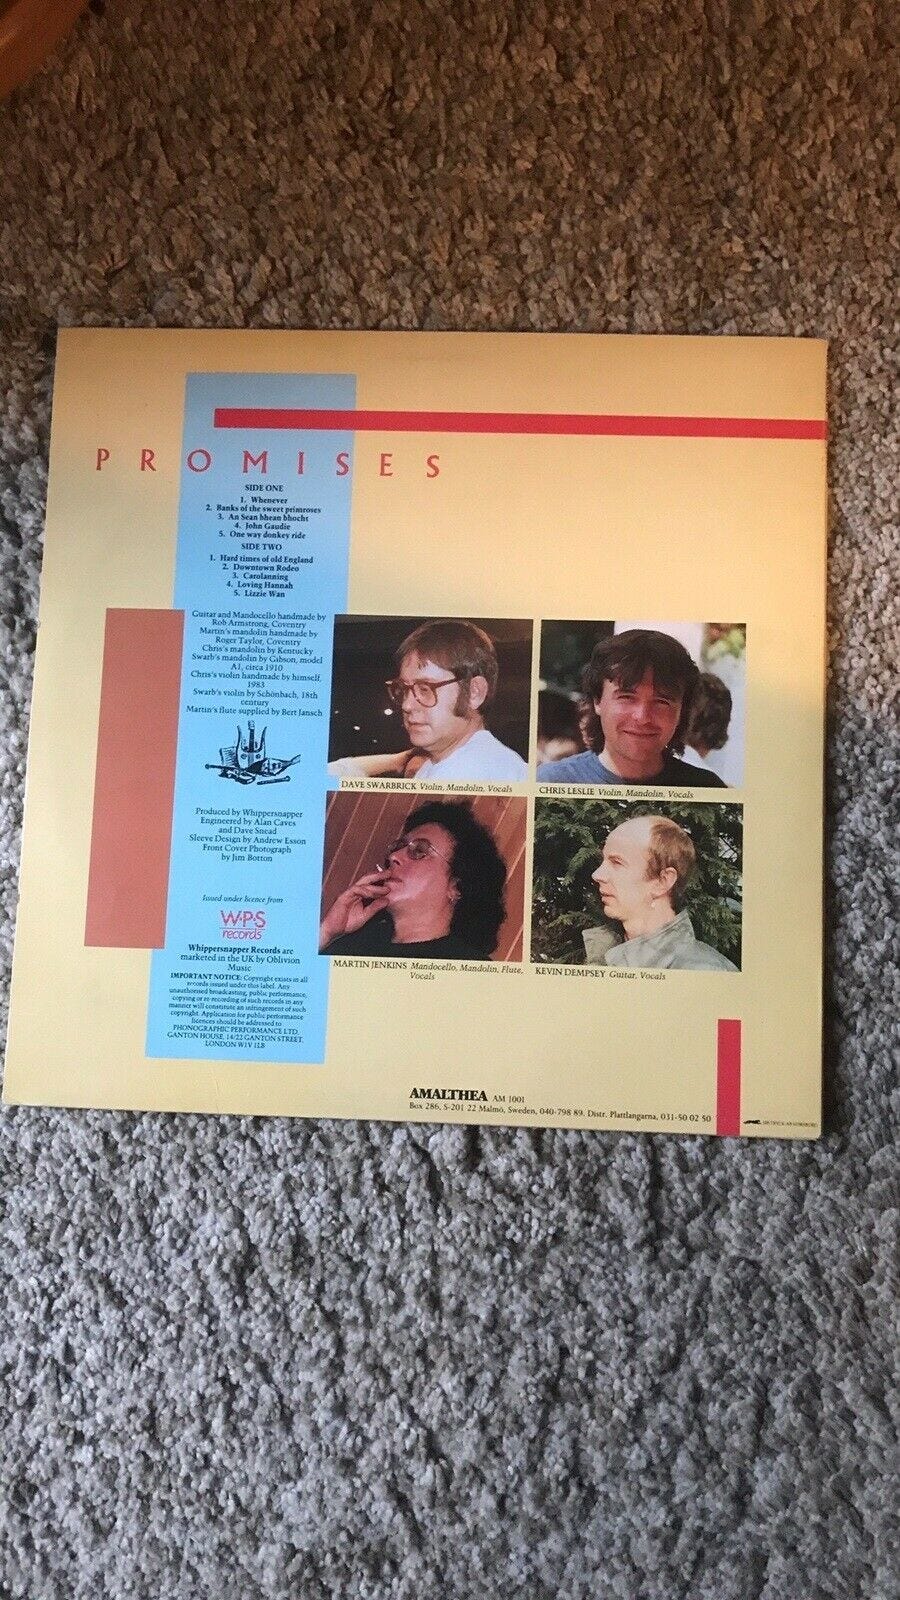 PROMISES
SIDE ONE
1. Whenever
2. Banks of the sweet primroses
3. An Sean bhean bhocht
4. John Gaudie
5. One way donkey ride
SIDE TWO
1. Hard times of old England
2. Downtown Rodeo
3. Carolanning
4. Loving Hannah
5. Lizzie Wan
Guitar and Mandocello handmade by
Rob Armstrong, Coventry
Martin's mandolin handmade by
Roger Taylor, Coventry
Chris's mandolin by Kentucky
Swarb's mandolin by Gibson, model
A1, circa 1910
Chris's violin handmade by himself,
1983
Swarb's violin by Schönbach, 18th
century
Martin's flute supplied by Bert Jansch
Produced by Whippersnapper
Engineered by Alan Caves
and Dave Snead
Sleeve Design by Andrew Esson
Front Cover Photograph
by Jim Botton
Issued under licence from
W·P·S
records
Whippersnapper Records are
marketed in the UK by Oblivion
Music
IMPORTANT NOTICE: Copyright exists in all
records issued under this label. Any
unauthorised broadcasting, public performance,
copying or re-recording of such records in any
manner will constitute an infringement of such
copyright. Application for public performance
licences should be addressed to
PHONOGRAPHIC PERFORMANCE LTD,
GANTON HOUSE, 14/22 GANTON STREET,
LONDON W1V 1LB
DAVE SWARBRICK Violin, Mandolin, Vocals
CHRIS LESLIE Violin, Mandolin, Vocals
MARTIN JENKINS Mandocello, Mandolin, Flute,
Vocals
KEVIN DEMPSEY Guitar, Vocals
AMALTHEA AM 1001
Box 286, S-201 22 Malmö, Sweden, 040-798 89. Distr. Plattlangarna, 031-50 02 50